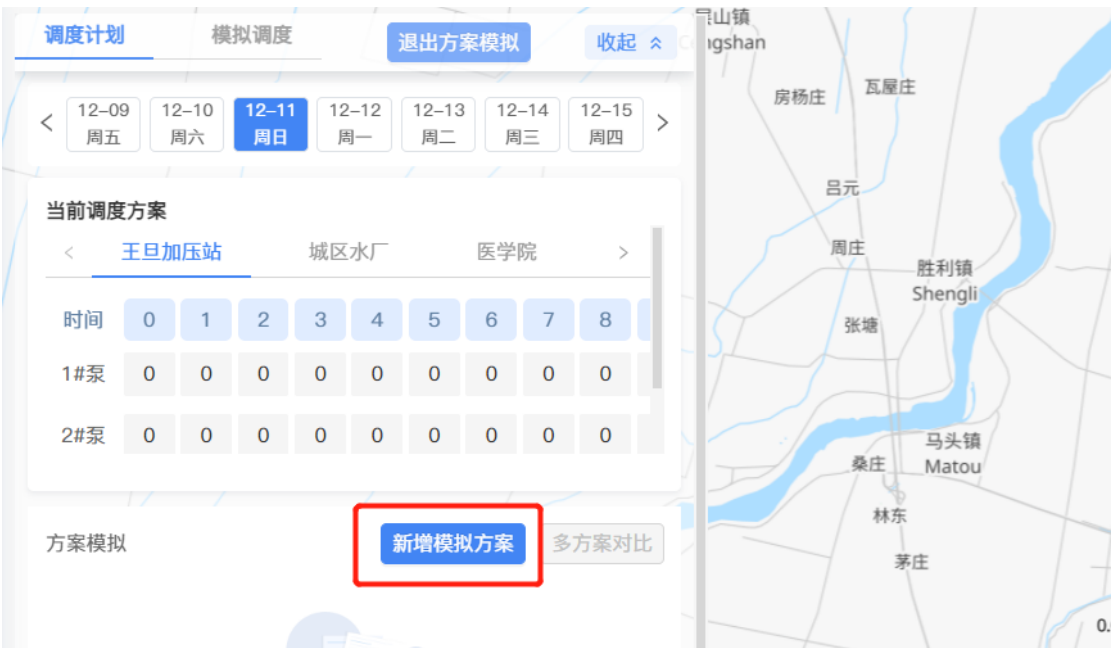 调度计划 模拟调度 退出方案模拟 收起
12-09 12-10 12-11 12-12 12-13 12-14 12-15
周五 周六 周日 周一 周二 周三 周四
当前调度方案
王旦加压站 城区水厂 医学院
时间 0 1 2 3 4 5 6 7 8
1#泵 0 0 0 0 0 0 0 0 0
2#泵 0 0 0 0 0 0 0 0 0
方案模拟 新增模拟方案 多方案对比
山镇
ngshan
房杨庄
瓦屋庄
吕元
周庄
胜利镇
Shengli
张塘
马头镇
Matou
桑庄
林东
茅庄
0.